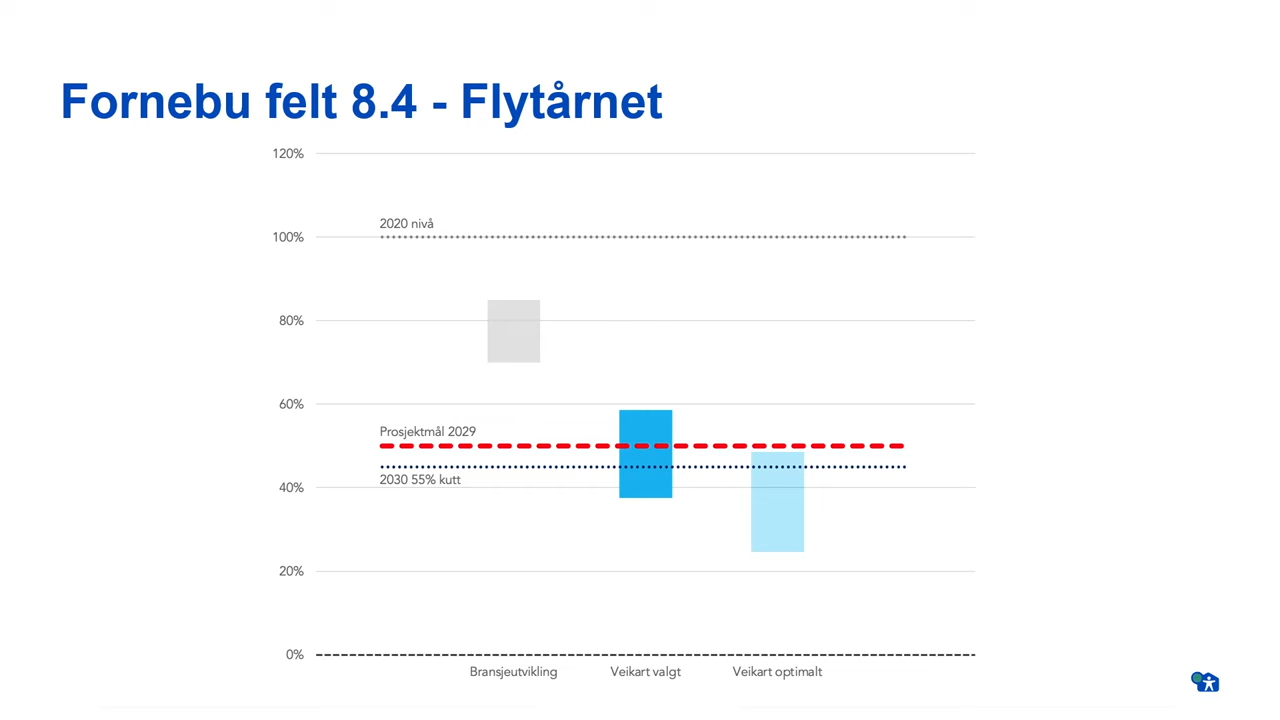 Fornebu felt 8.4 - Flytårnet
120%
2020 nivå
100%
80%
60%
Prosjektmål 2029
2030 55% kutt
40%
20%
0%
Bransjeutvikling Veikart valgt Veikart optimalt